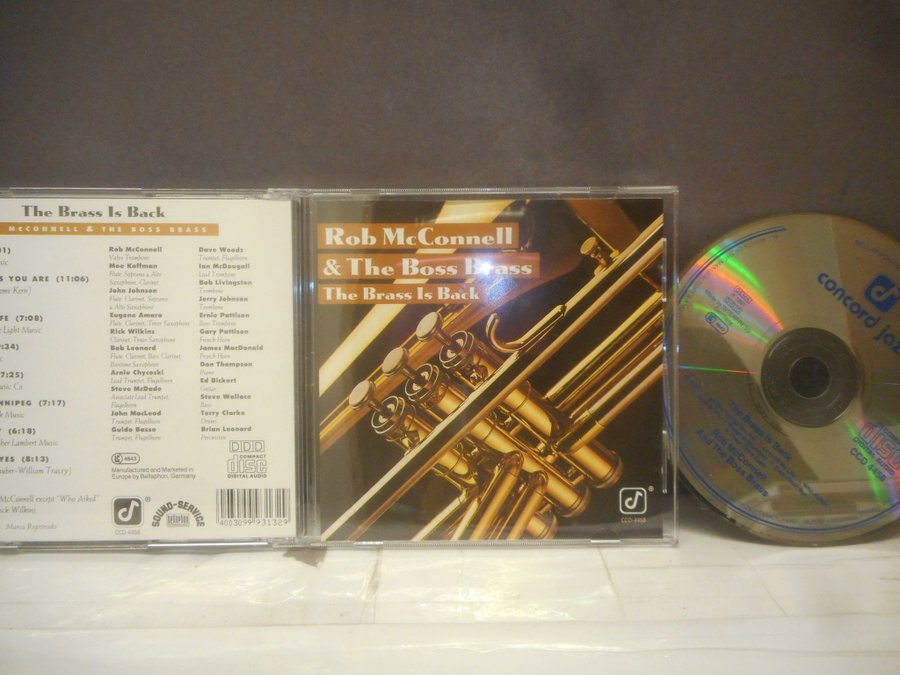 The Brass Is Back
McCONNELL & THE BOSS BRASS
S YOU ARE (11:06)
FE (7:08)
Light Music
:34)
7:25)
usic Co.
NNIPEG (7:17)
Music
(6:18)
ber Lambert Music
YES (8:13)
uber-William Tracey)
McConnell except "Who Asked"
ick Wilkins
Marca Registrada
Rob McConnell
Valve Trombone
Moe Koffman
Flute, Soprano & Alto
Saxophone, Clarinet
John Johnson
Flute, Clarinet, Soprano
& Alto Saxophone
Eugene Amaro
Flute, Clarinet, Tenor Saxophone
Rick Wilkins
Clarinet, Tenor Saxophone
Bob Leonard
Flute, Clarinet, Bass Clarinet,
Baritone Saxophone
Arnie Chycoski
Lead Trumpet, Flugelhorn
Steve McDade
Associate Lead Trumpet,
Flugelhorn
John MacLeod
Trumpet, Flugelhorn
Guido Basso
Trumpet, Flugelhorn
Dave Woods
Trumpet, Flugelhorn
Ian McDougall
Lead Trombone
Bob Livingston
Trombone
Jerry Johnson
Trombone
Ernie Pattison
Bass Trombone
Gary Pattison
French Horn
James MacDonald
French Horn
Don Thompson
Piano
Ed Bickert
Guitar
Steve Wallace
Bass
Terry Clarke
Drums
Brian Leonard
Percussion
LC 4643
Manufactured and Marketed in
Europe by Bellaphon, Germany
DDD
COMPACT
disc
DIGITAL AUDIO
CCD-4458
SOUND-SERVICE
4003099931329
Rob McConnell
& The Boss Brass
The Brass Is Back
CCD-4458
concord jaz
The Brass Is Back
Rob McConnell
And The Boss Brass
disc
DIGITAL AUDIO
CCD 4458